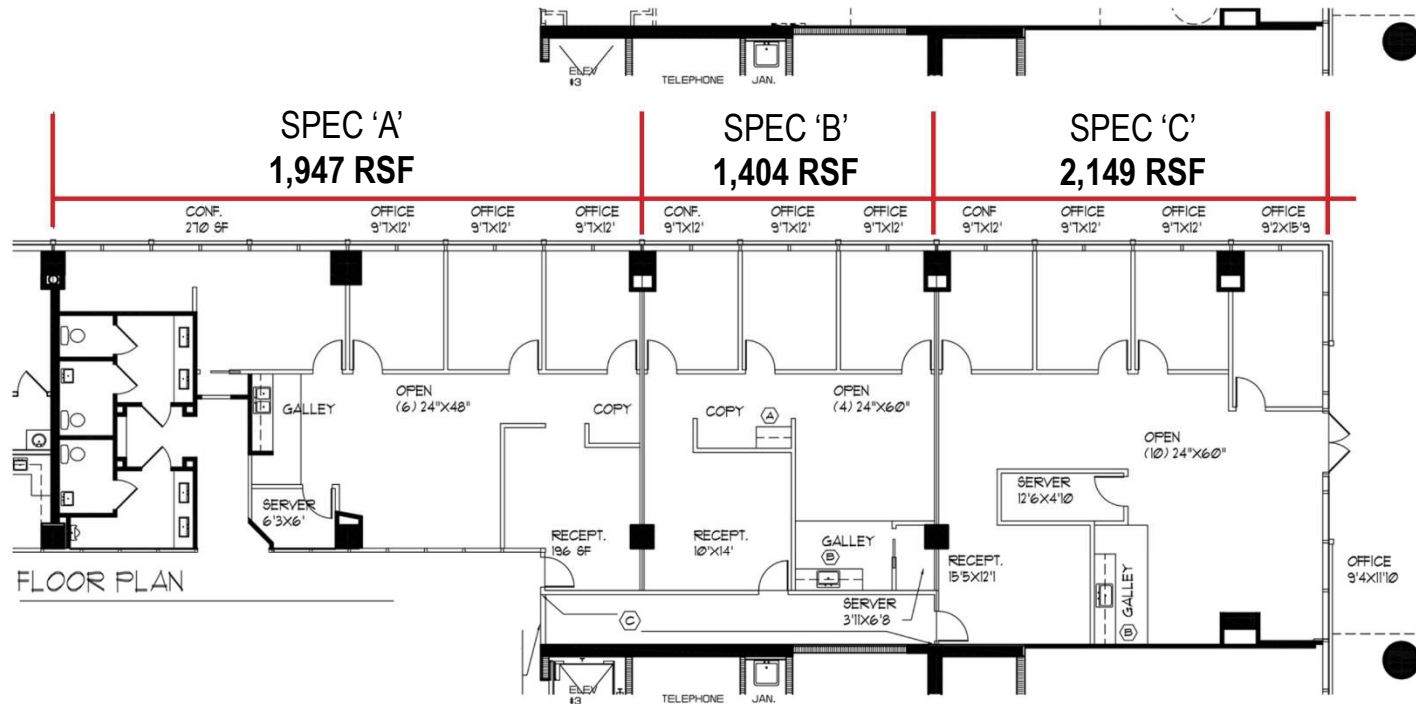 ELEV
#3
TELEPHONE
JAN.
SPEC ‘A’
1,947 RSF
SPEC ‘B’
1,404 RSF
SPEC ‘C’
2,149 RSF
CONF.
270 SF
OFFICE
9'7X12'
OFFICE
9'7X12'
OFFICE
9'7X12'
CONF.
9'7X12'
OFFICE
9'7X12'
OFFICE
9'7X12'
CONF
9'7X12'
OFFICE
9'7X12'
OFFICE
9'7X12'
OFFICE
9'2X15'9
GALLEY
OPEN
(6) 24"X48"
COPY
COPY
A
OPEN
(4) 24"X60"
OPEN
(10) 24"X60"
SERVER
6'3X6'
SERVER
12'6X4'10
RECEPT.
196 SF
RECEPT.
10'X14'
GALLEY
B
RECEPT.
15'5X12'1
GALLEY
B
OFFICE
9'4X11'10
FLOOR PLAN
SERVER
3'11X6'8
C
ELEV
#3
TELEPHONE
JAN.